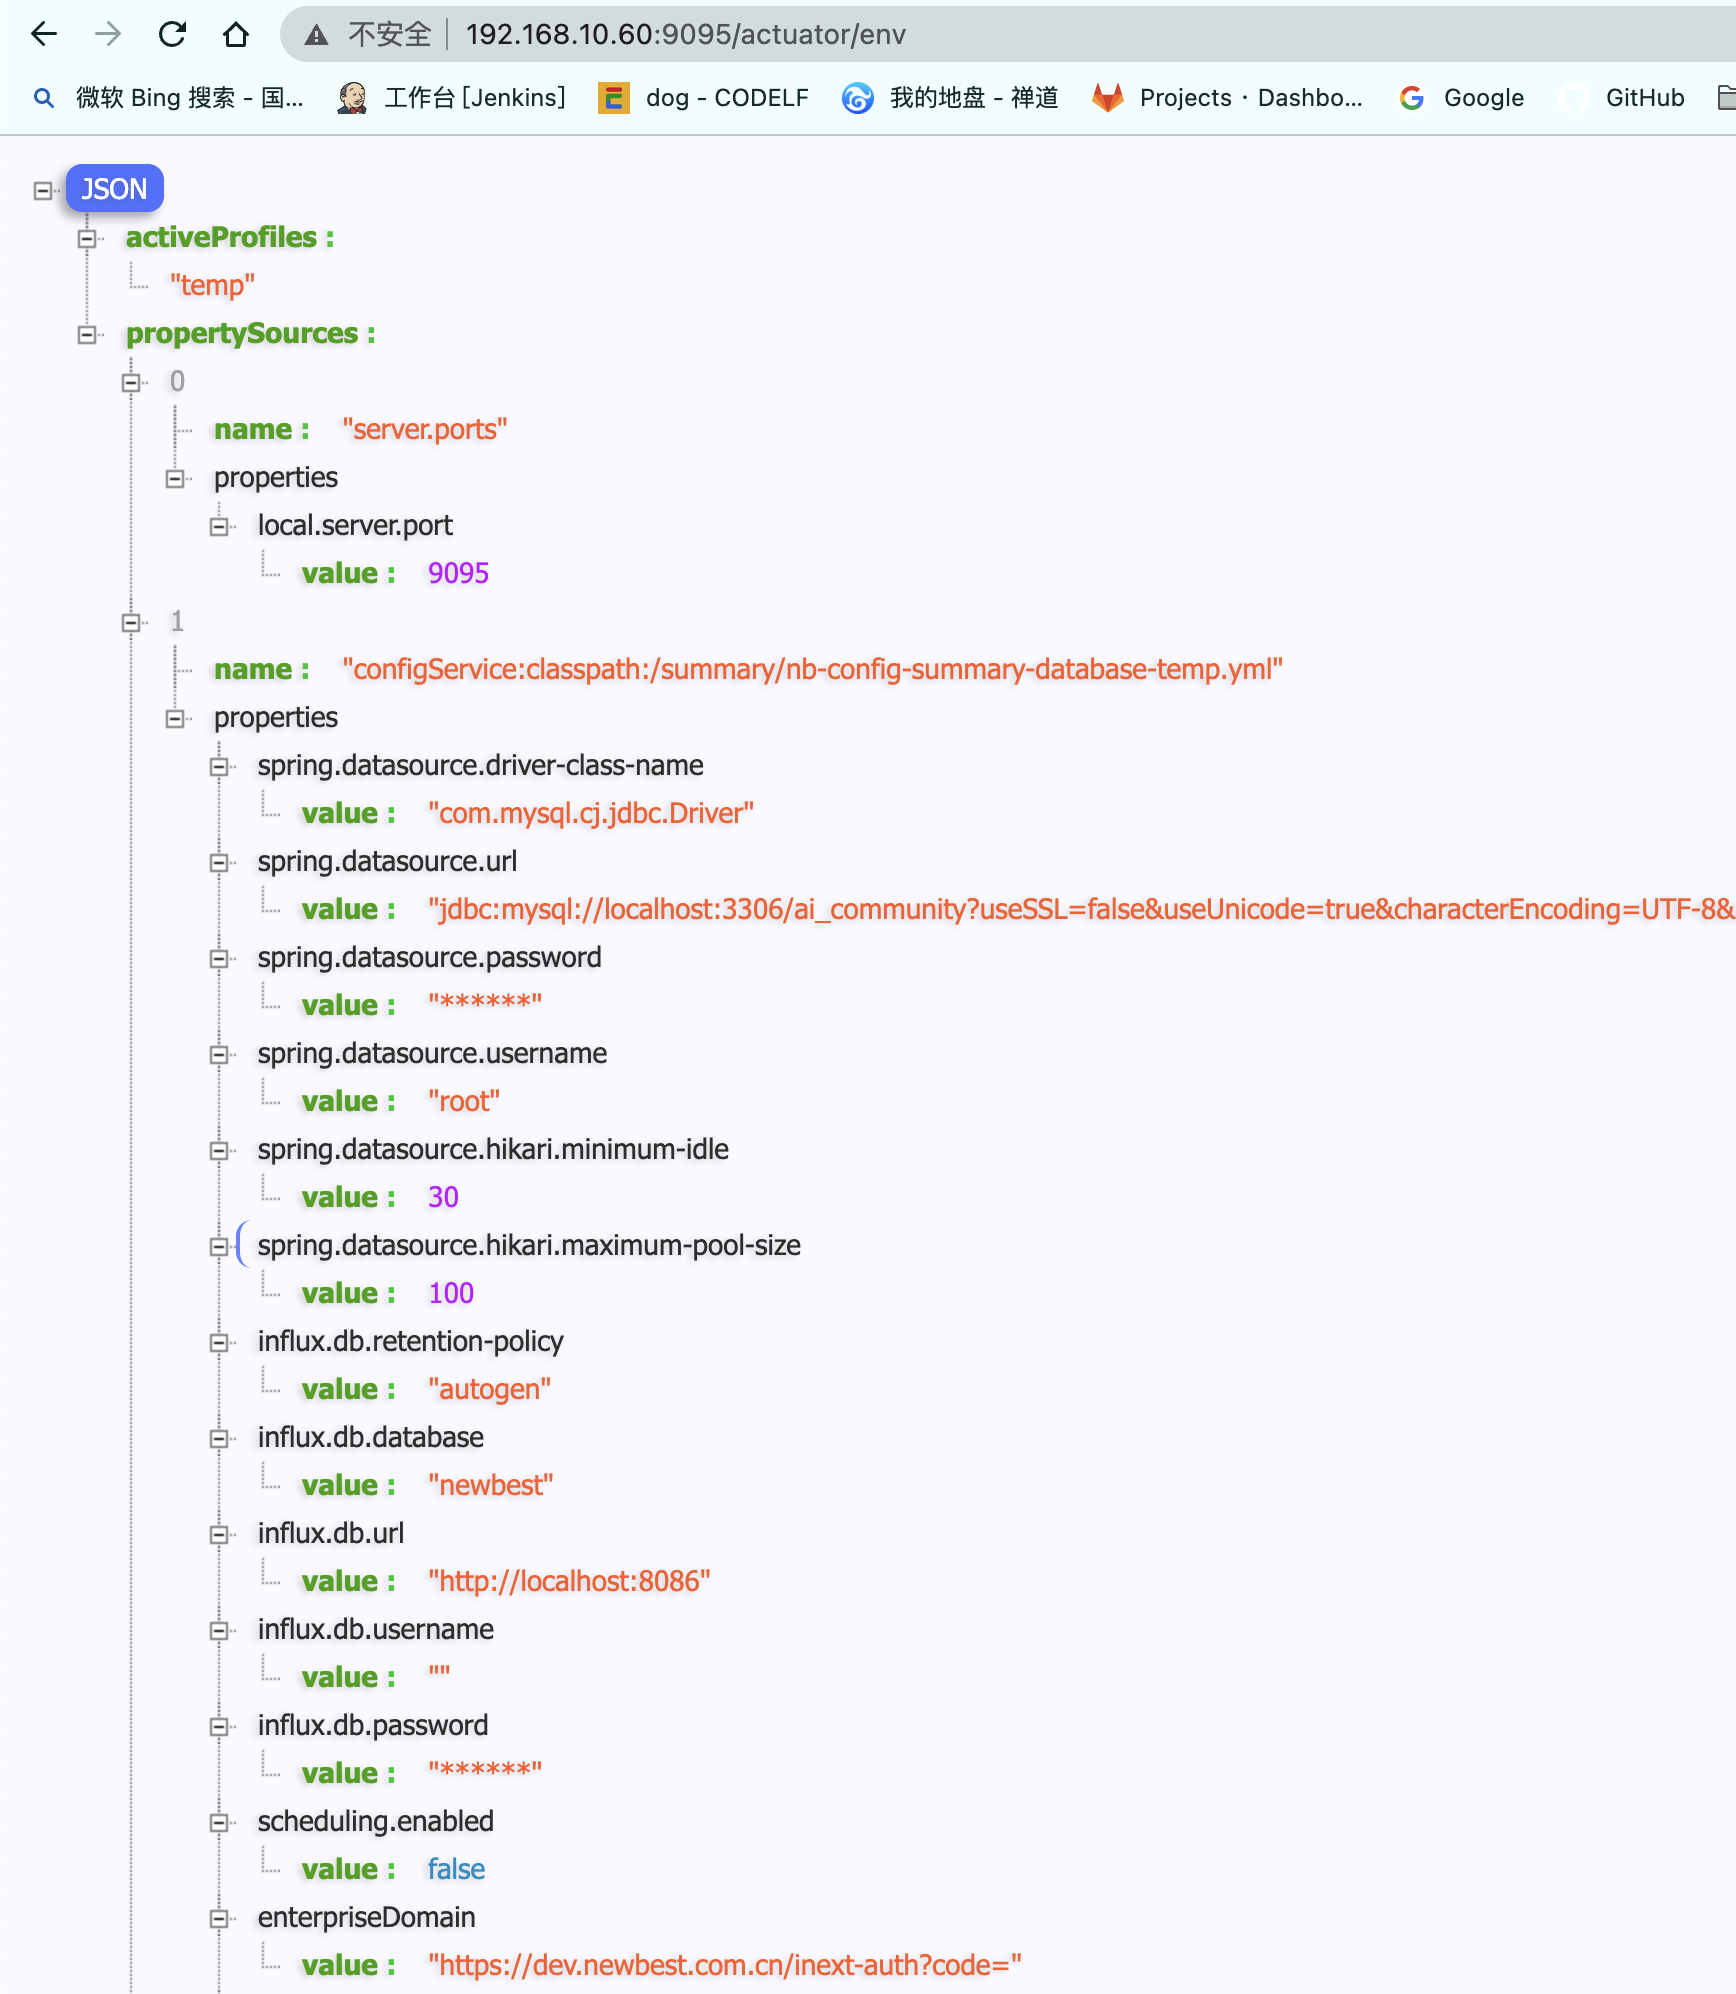 不安全 192.168.10.60:9095/actuator/env
微软 Bing 搜索 - 国... 工作台 [Jenkins] dog - CODELF 我的地盘 - 禅道 Projects · Dashbo... Google GitHub
JSON
activeProfiles :
"temp"
propertySources :
0
name : "server.ports"
properties
local.server.port
value : 9095
1
name : "configService:classpath:/summary/nb-config-summary-database-temp.yml"
properties
spring.datasource.driver-class-name
value : "com.mysql.cj.jdbc.Driver"
spring.datasource.url
value : "jdbc:mysql://localhost:3306/ai_community?useSSL=false&useUnicode=true&characterEncoding=UTF-8&
spring.datasource.password
value : "******"
spring.datasource.username
value : "root"
spring.datasource.hikari.minimum-idle
value : 30
spring.datasource.hikari.maximum-pool-size
value : 100
influx.db.retention-policy
value : "autogen"
influx.db.database
value : "newbest"
influx.db.url
value : "http://localhost:8086"
influx.db.username
value : ""
influx.db.password
value : "******"
scheduling.enabled
value : false
enterpriseDomain
value : "https://dev.newbest.com.cn/inext-auth?code="